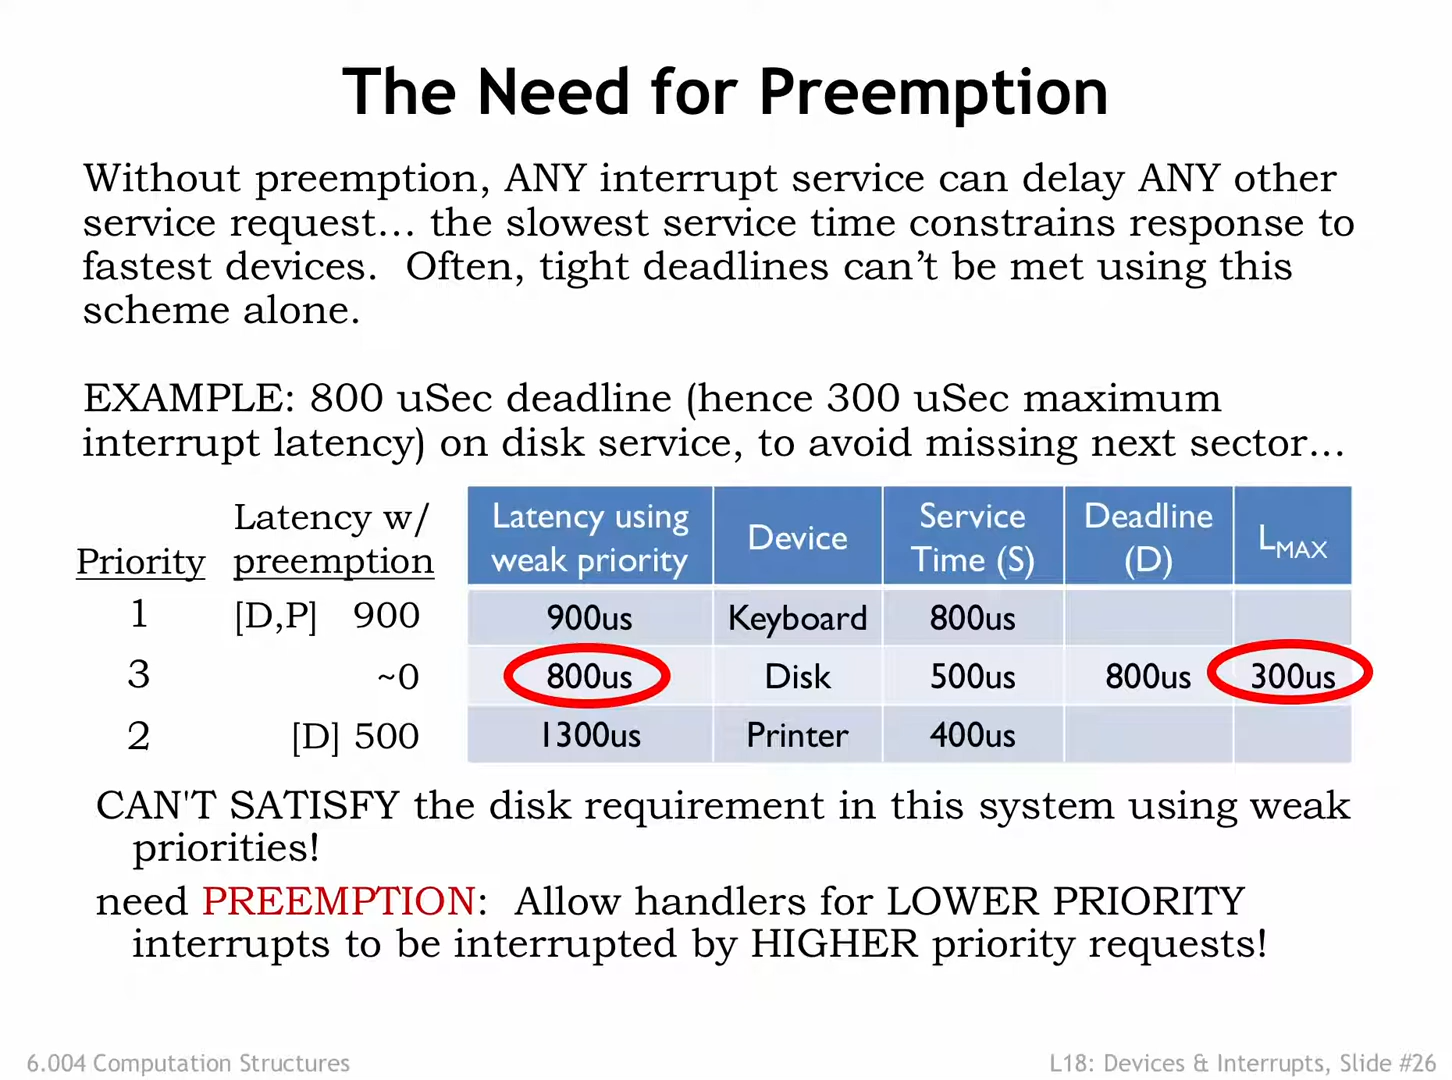 The Need for Preemption
Without preemption, ANY interrupt service can delay ANY other
service request… the slowest service time constrains response to
fastest devices.  Often, tight deadlines can’t be met using this
scheme alone.
EXAMPLE: 800 uSec deadline (hence 300 uSec maximum
interrupt latency) on disk service, to avoid missing next sector…
Priority Latency w/ preemption Latency using weak priority Device Service Time (S) Deadline (D) LMAX
1 [D,P] 900 900us Keyboard 800us
3 ~0 800us Disk 500us 800us 300us
2 [D] 500 1300us Printer 400us
CAN'T SATISFY the disk requirement in this system using weak
priorities!
need PREEMPTION:  Allow handlers for LOWER PRIORITY
interrupts to be interrupted by HIGHER priority requests!
6.004 Computation Structures
L18: Devices & Interrupts, Slide #26